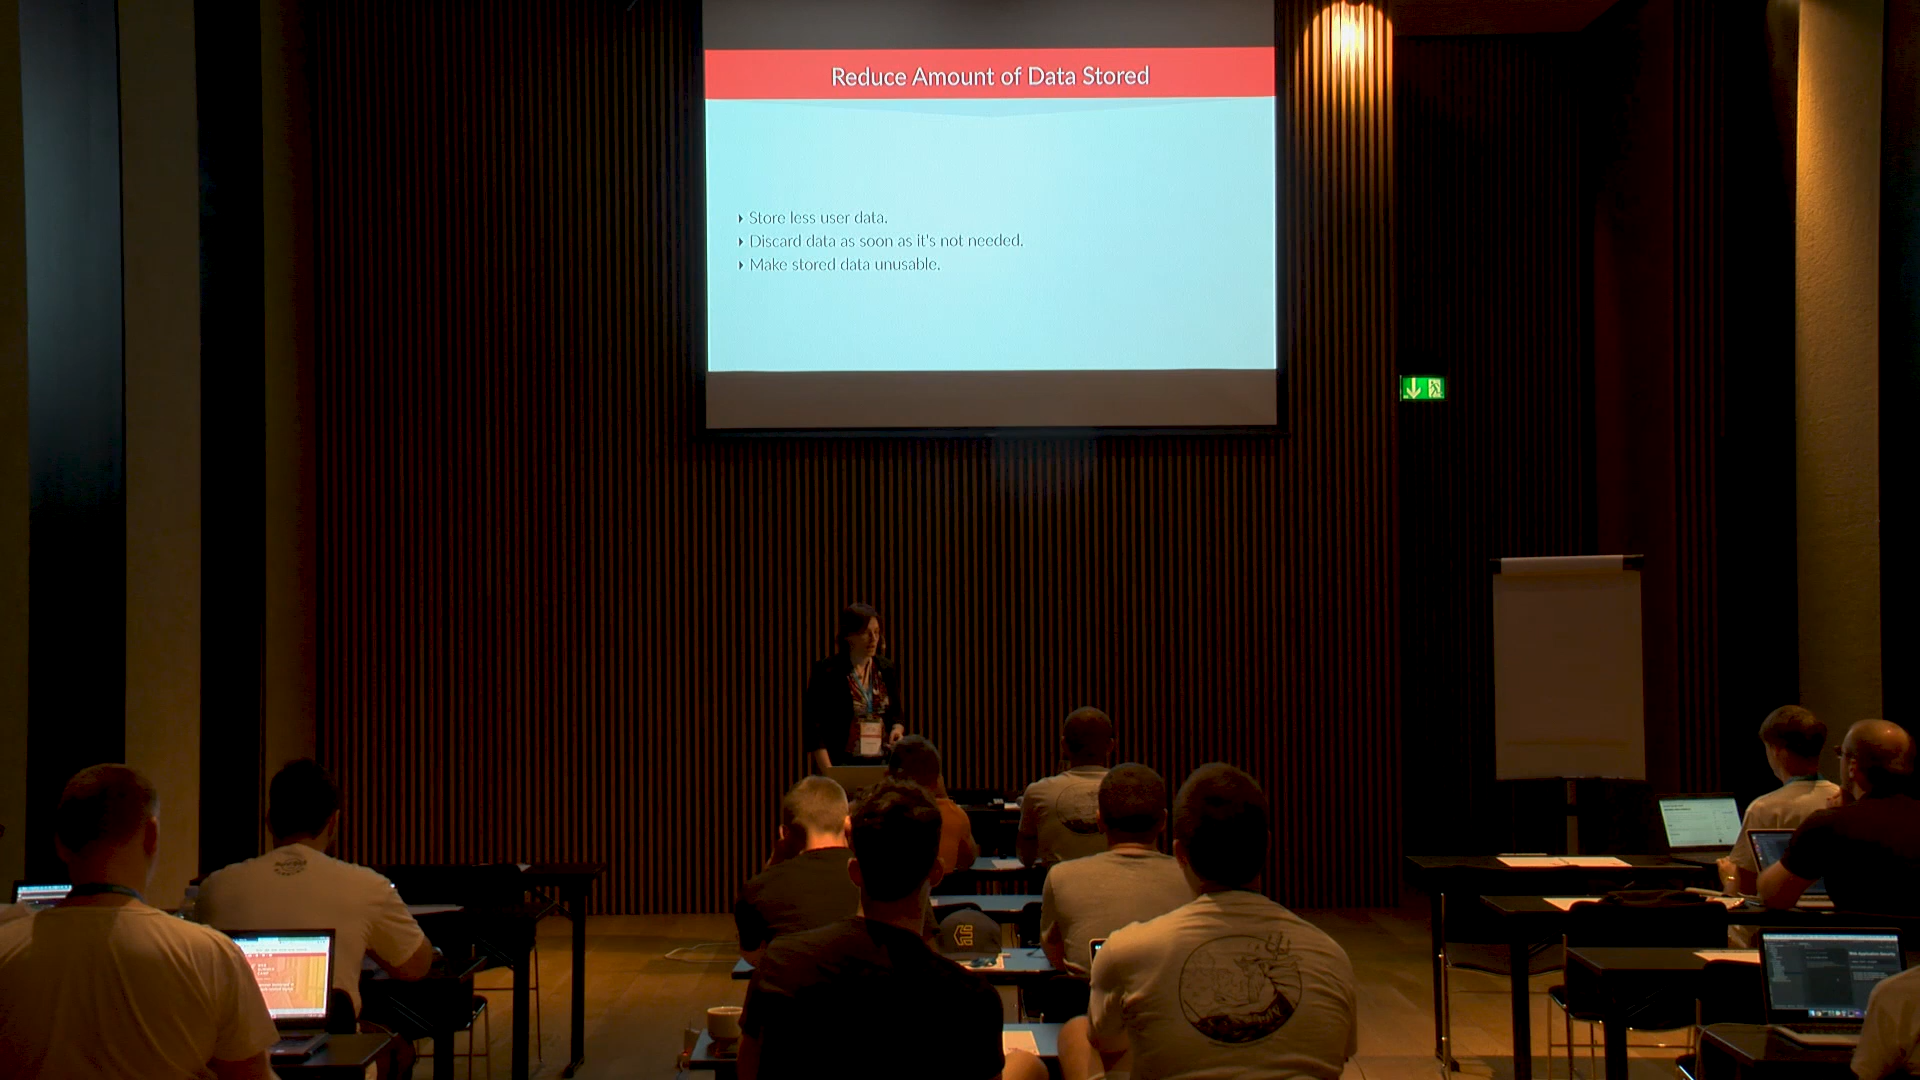 Reduce Amount of Data Stored
Store less user data.
Discard data as soon as it's not needed.
Make stored data unusable.